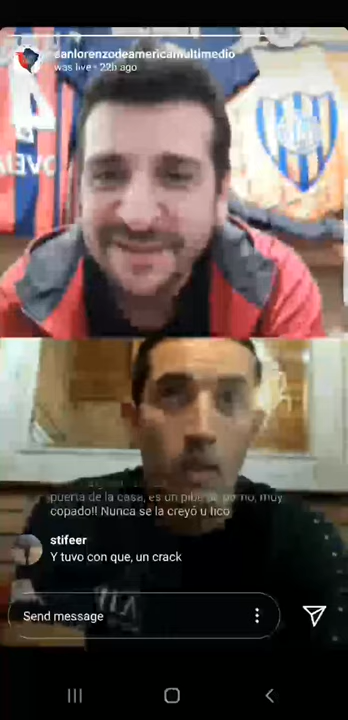 sanlorenzodeamericamultimedio
was live • 22h ago
puerta de la casa, es un pibe muy
copado!! Nunca se la creyó
stifeer
Y tuvo con que, un crack
Send message